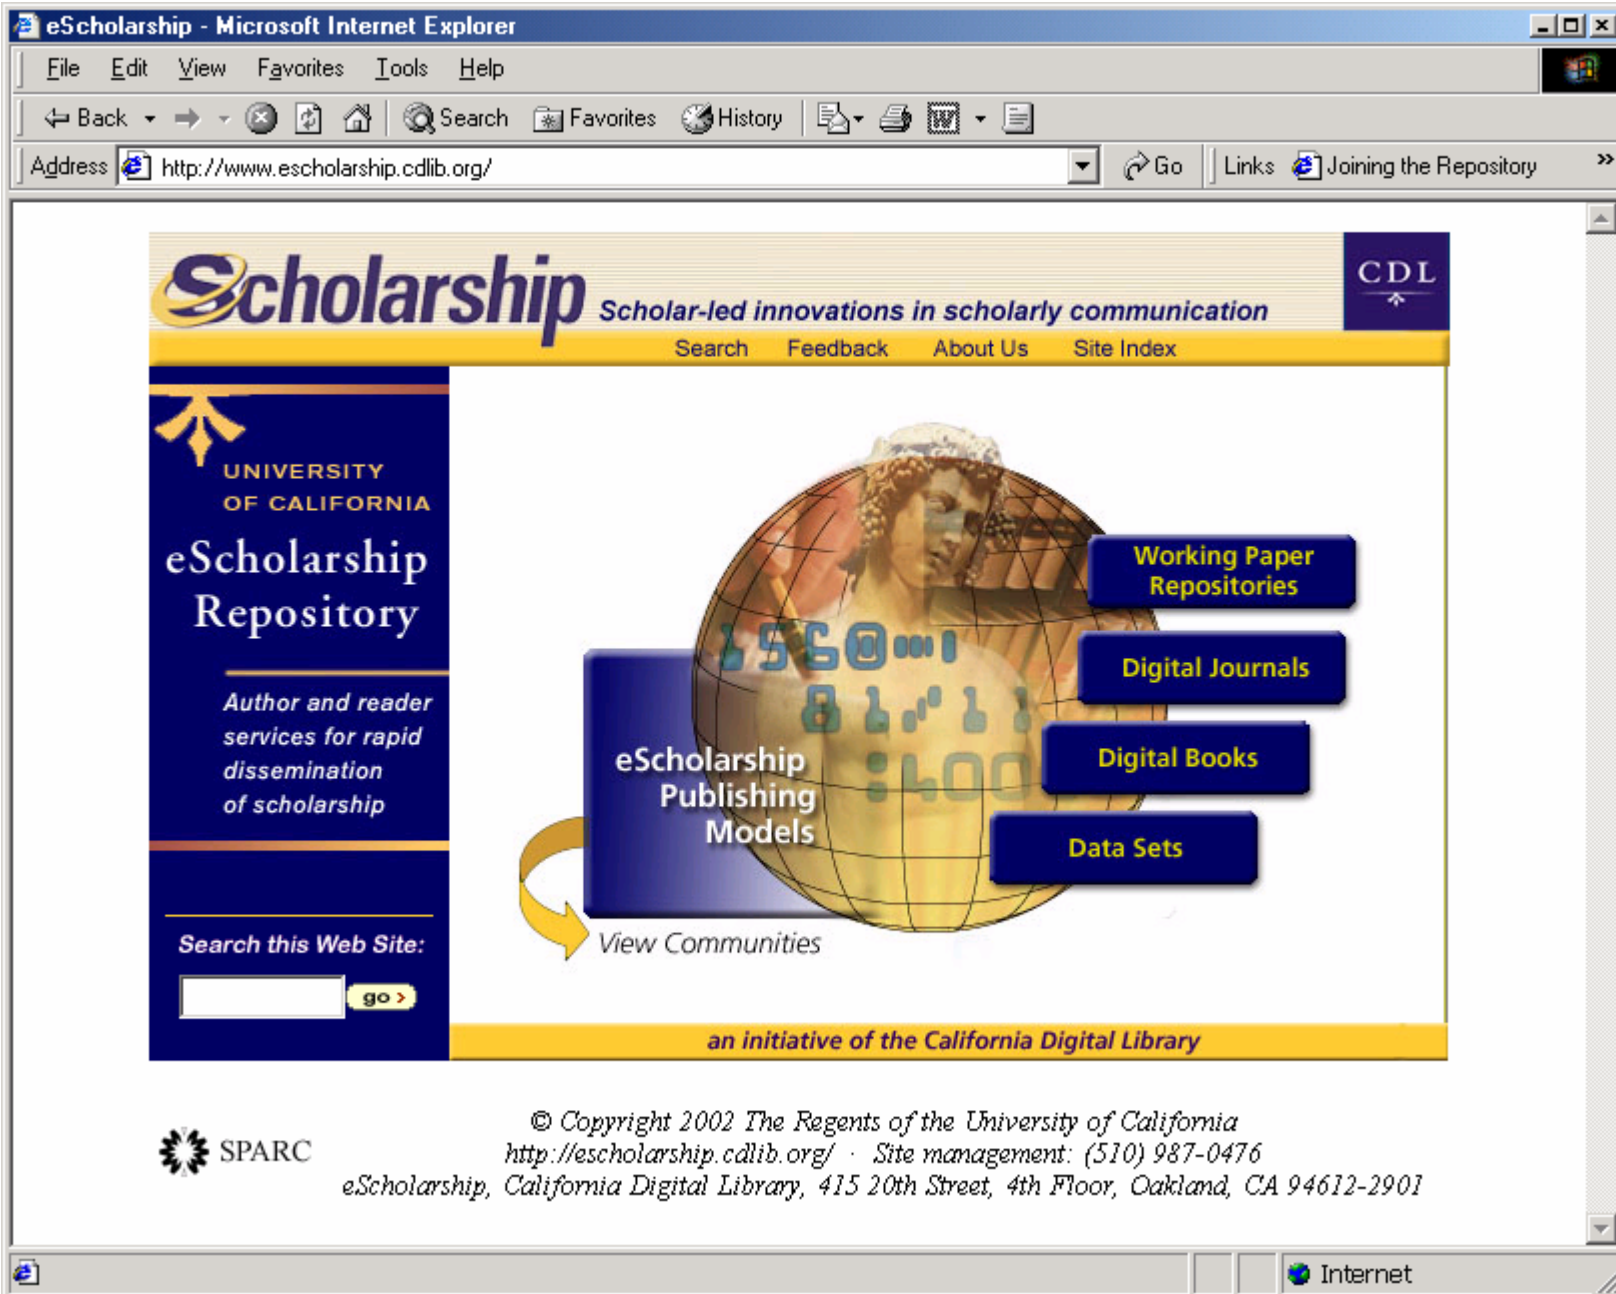 eScholarship - Microsoft Internet Explorer
File Edit View Favorites Tools Help
Back Search Favorites History
Address http://www.escholarship.cdlib.org/ Go Links Joining the Repository »
eScholarship Scholar-led innovations in scholarly communication
CDL
Search Feedback About Us Site Index
UNIVERSITY
OF CALIFORNIA
eScholarship
Repository
Author and reader
services for rapid
dissemination
of scholarship
Search this Web Site:
go ›
Working Paper
Repositories
Digital Journals
Digital Books
Data Sets
eScholarship
Publishing
Models
View Communities
an initiative of the California Digital Library
SPARC
© Copyright 2002 The Regents of the University of California
http://escholarship.cdlib.org/ · Site management: (510) 987-0476
eScholarship, California Digital Library, 415 20th Street, 4th Floor, Oakland, CA 94612-2901
Internet